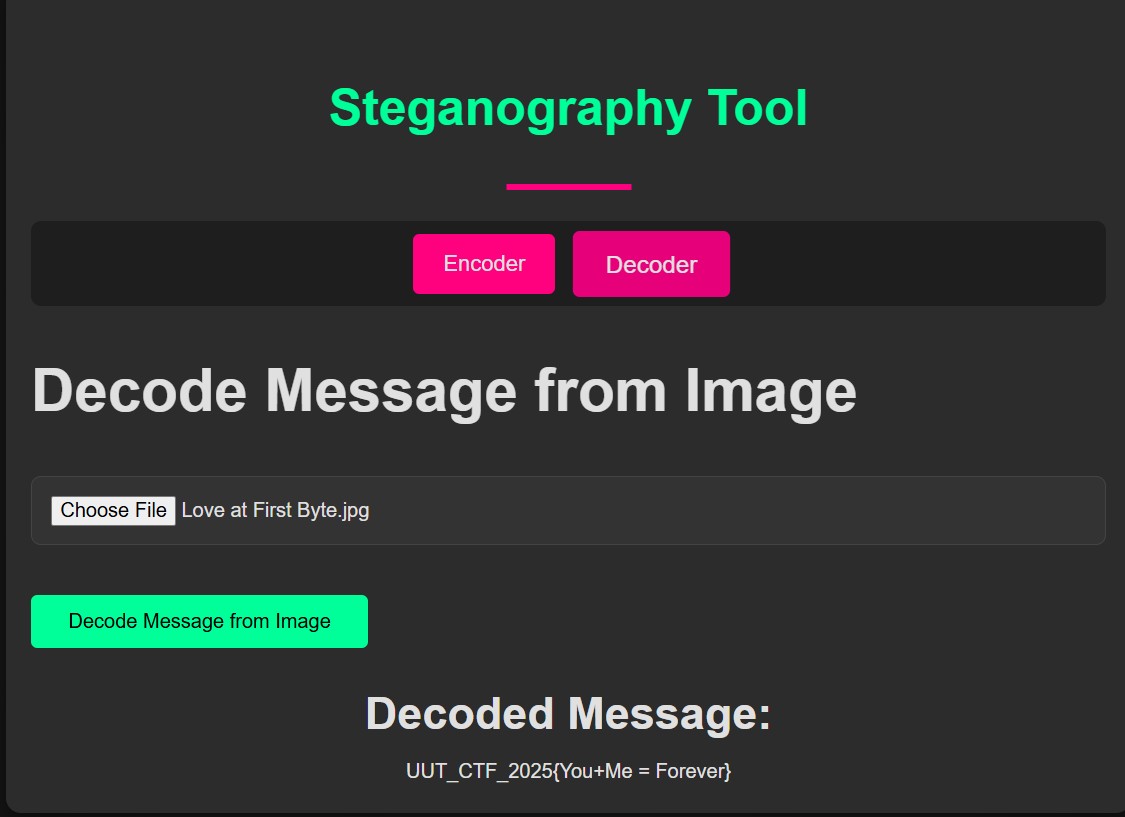 Steganography Tool
Encoder Decoder
Decode Message from Image
Choose File Love at First Byte.jpg
Decode Message from Image
Decoded Message:
UUT_CTF_2025{You+Me = Forever}